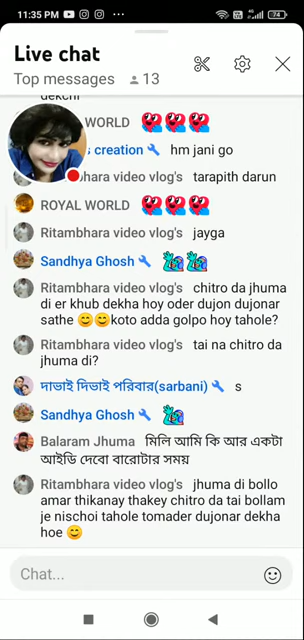 11:35 PM
74
Live chat
Top messages 13
dekchi
WORLD
s creation hm jani go
bhara video vlog's tarapith darun
ROYAL WORLD
Ritambhara video vlog's jayga
Sandhya Ghosh
Ritambhara video vlog's chitro da jhuma
di er khub dekha hoy oder dujon dujonar
sathe 😊😊koto adda golpo hoy tahole?
Ritambhara video vlog's tai na chitro da
jhuma di?
দাভাই দিভাই পরিবার(sarbani) s
Sandhya Ghosh
Balaram Jhuma মিলি আমি কি আর একটা
আইডি দেবো বারোটার সময়
Ritambhara video vlog's jhuma di bollo
amar thikanay thakey chitro da tai bollam
je nischoi tahole tomader dujonar dekha
hoe 😊
Chat...